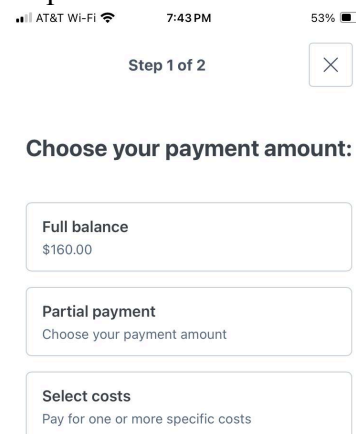 AT&T Wi-Fi 7:43 PM 53%
Step 1 of 2
Choose your payment amount:
Full balance
$160.00
Partial payment
Choose your payment amount
Select costs
Pay for one or more specific costs